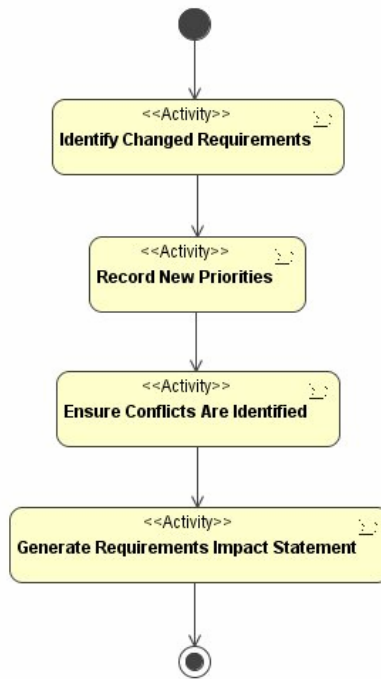 <<Activity>>
Identify Changed Requirements
<<Activity>>
Record New Priorities
<<Activity>>
Ensure Conflicts Are Identified
<<Activity>>
Generate Requirements Impact Statement